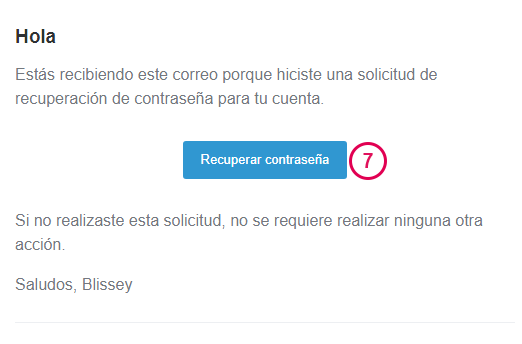 Hola
Estás recibiendo este correo porque hiciste una solicitud de
recuperación de contraseña para tu cuenta.
Recuperar contraseña
7
Si no realizaste esta solicitud, no se requiere realizar ninguna otra
acción.
Saludos, Blissey